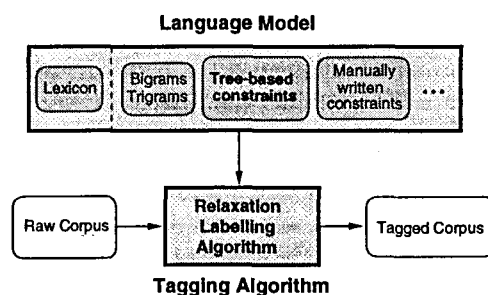 Language Model
Lexicon
Bigrams
Trigrams
Tree-based
constraints
Manually
written
constraints
...
Raw Corpus
Relaxation
Labelling
Algorithm
Tagged Corpus
Tagging Algorithm